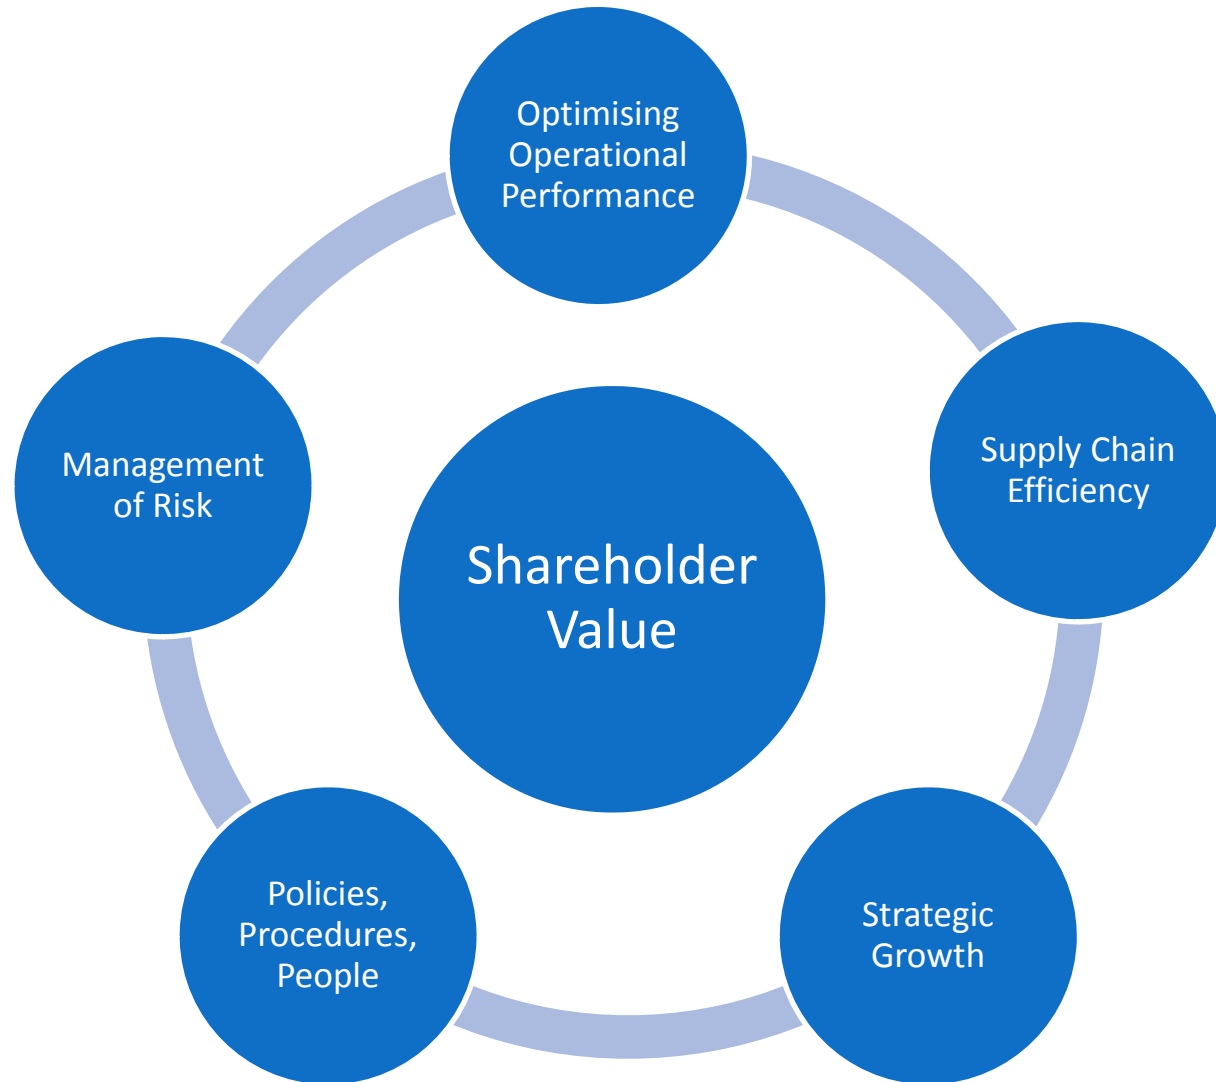 Optimising
Operational
Performance
Management
of Risk
Supply Chain
Efficiency
Shareholder
Value
Policies,
Procedures,
People
Strategic
Growth